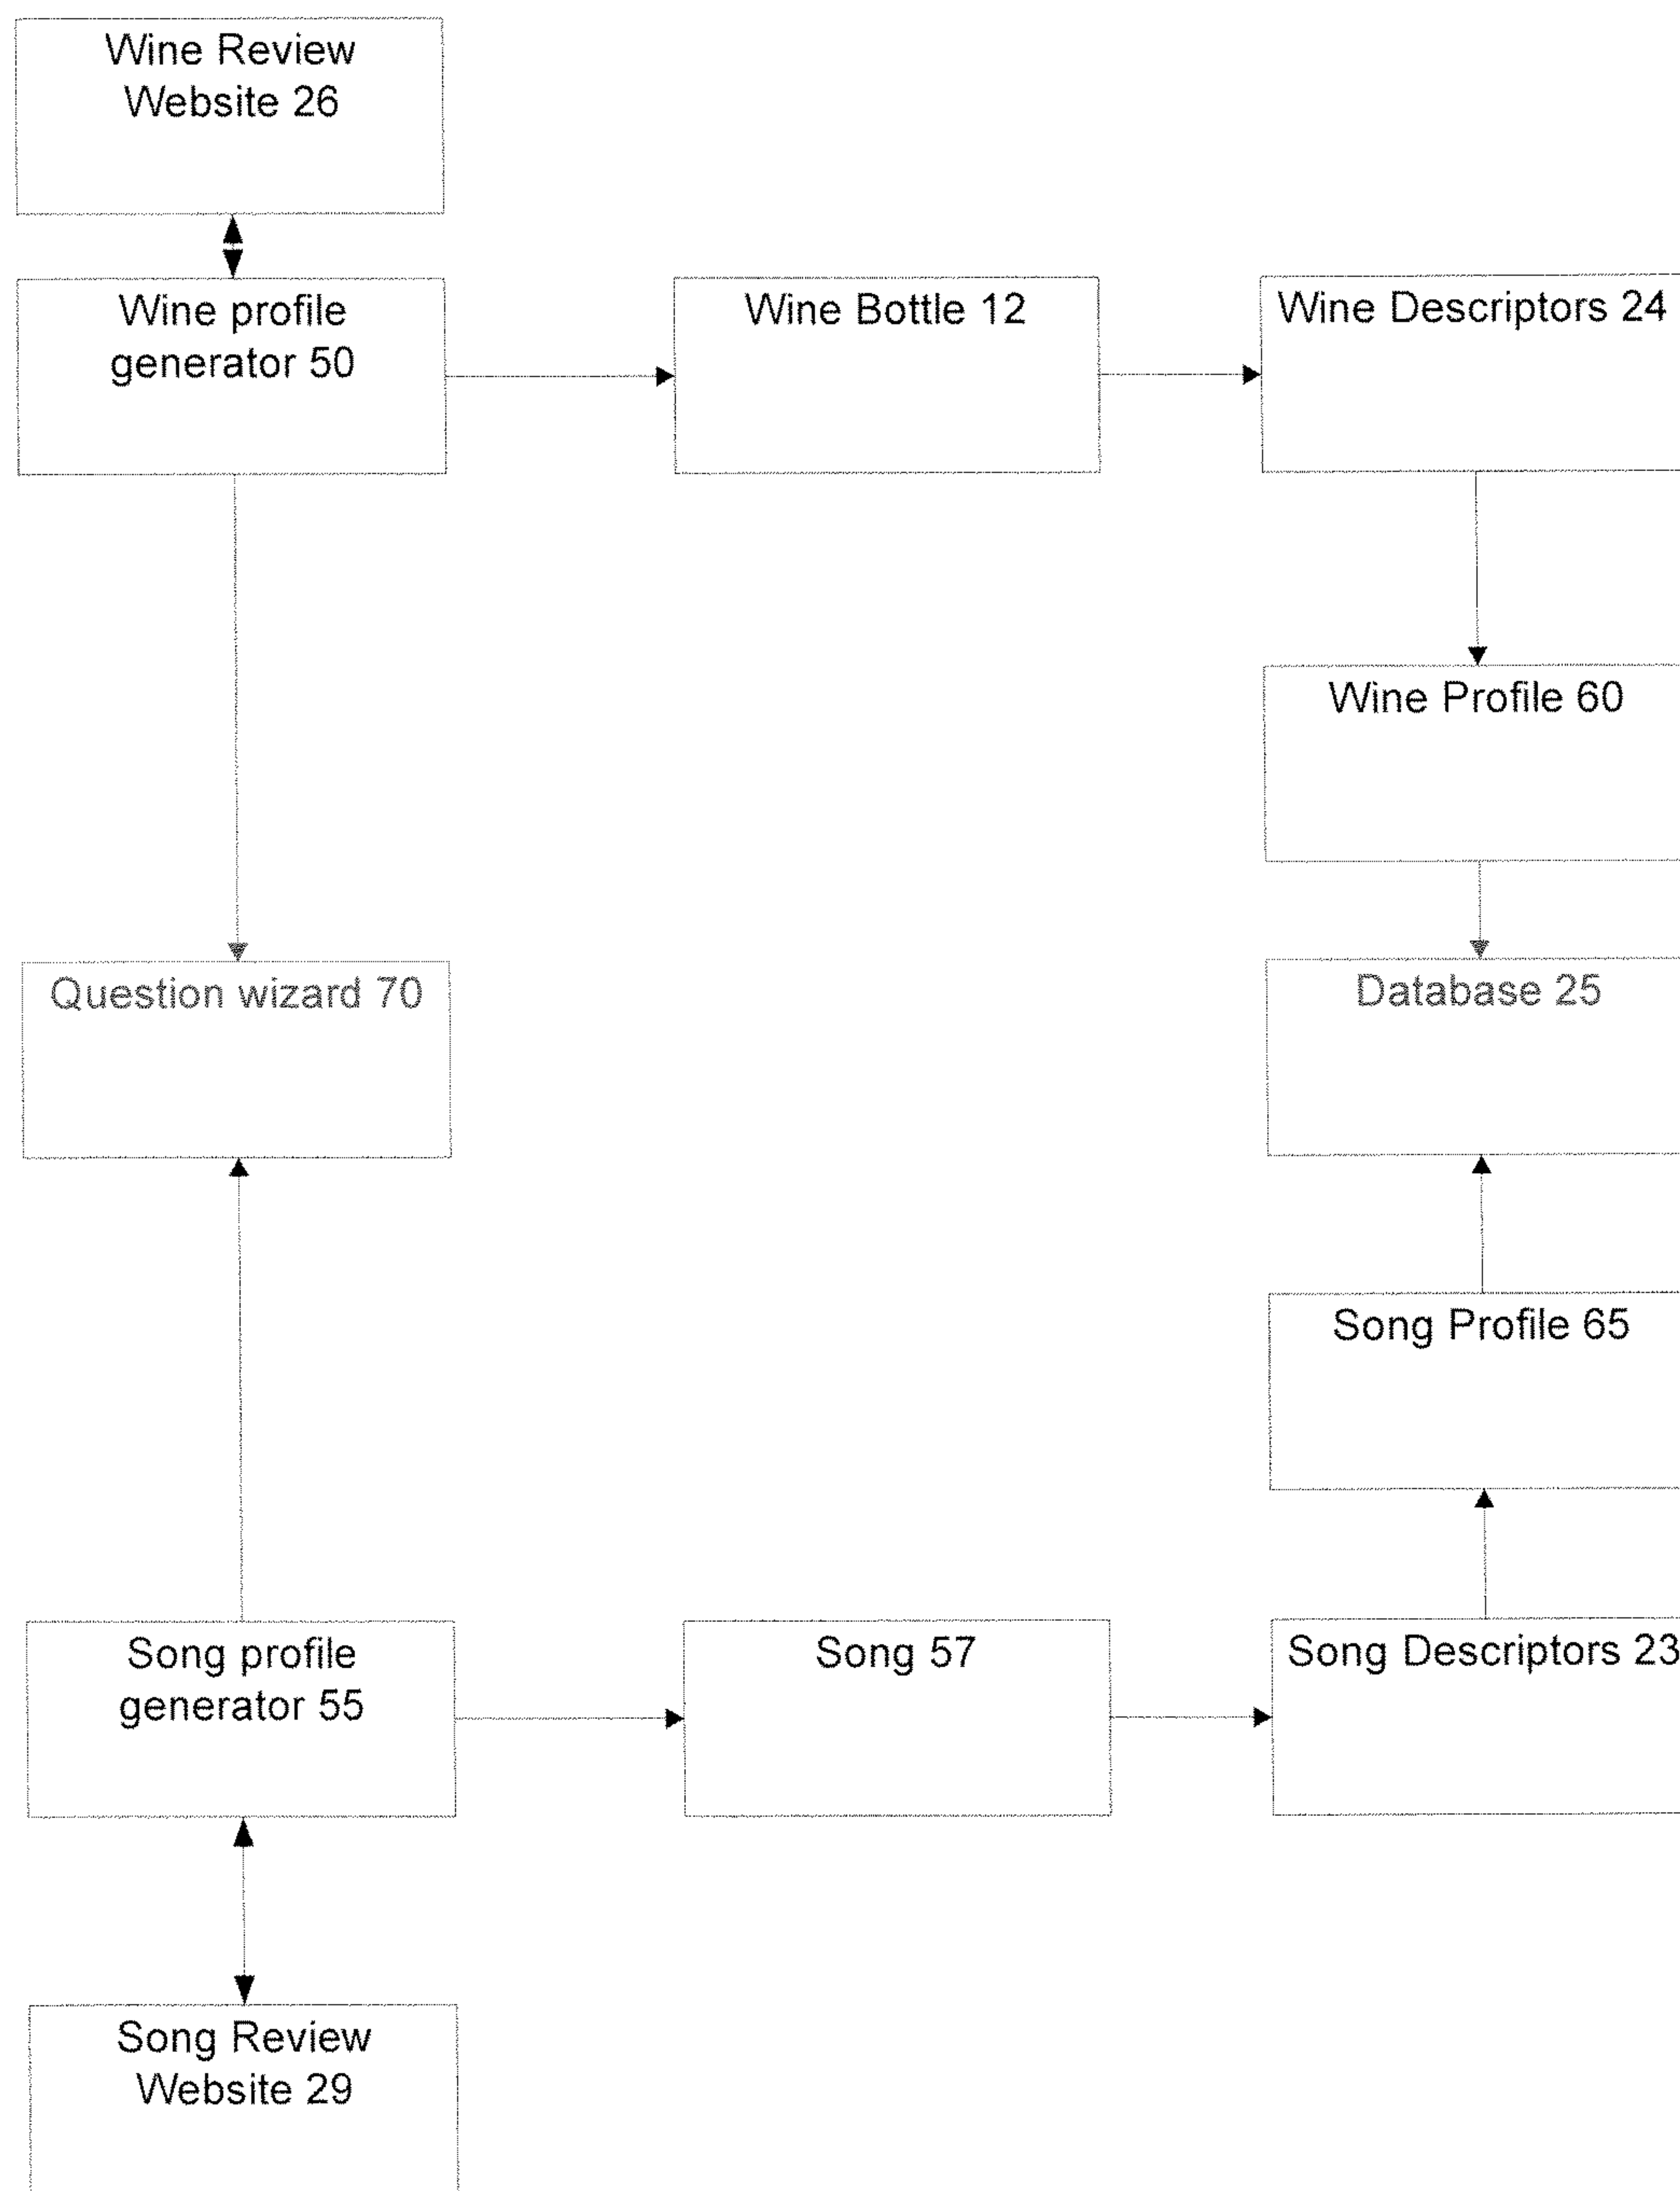 Wine Review
Website 26
Wine profile
generator 50
Wine Bottle 12
Wine Descriptors 24
Wine Profile 60
Question wizard 70
Database 25
Song Profile 65
Song profile
generator 55
Song 57
Song Descriptors 23
Song Review
Website 29